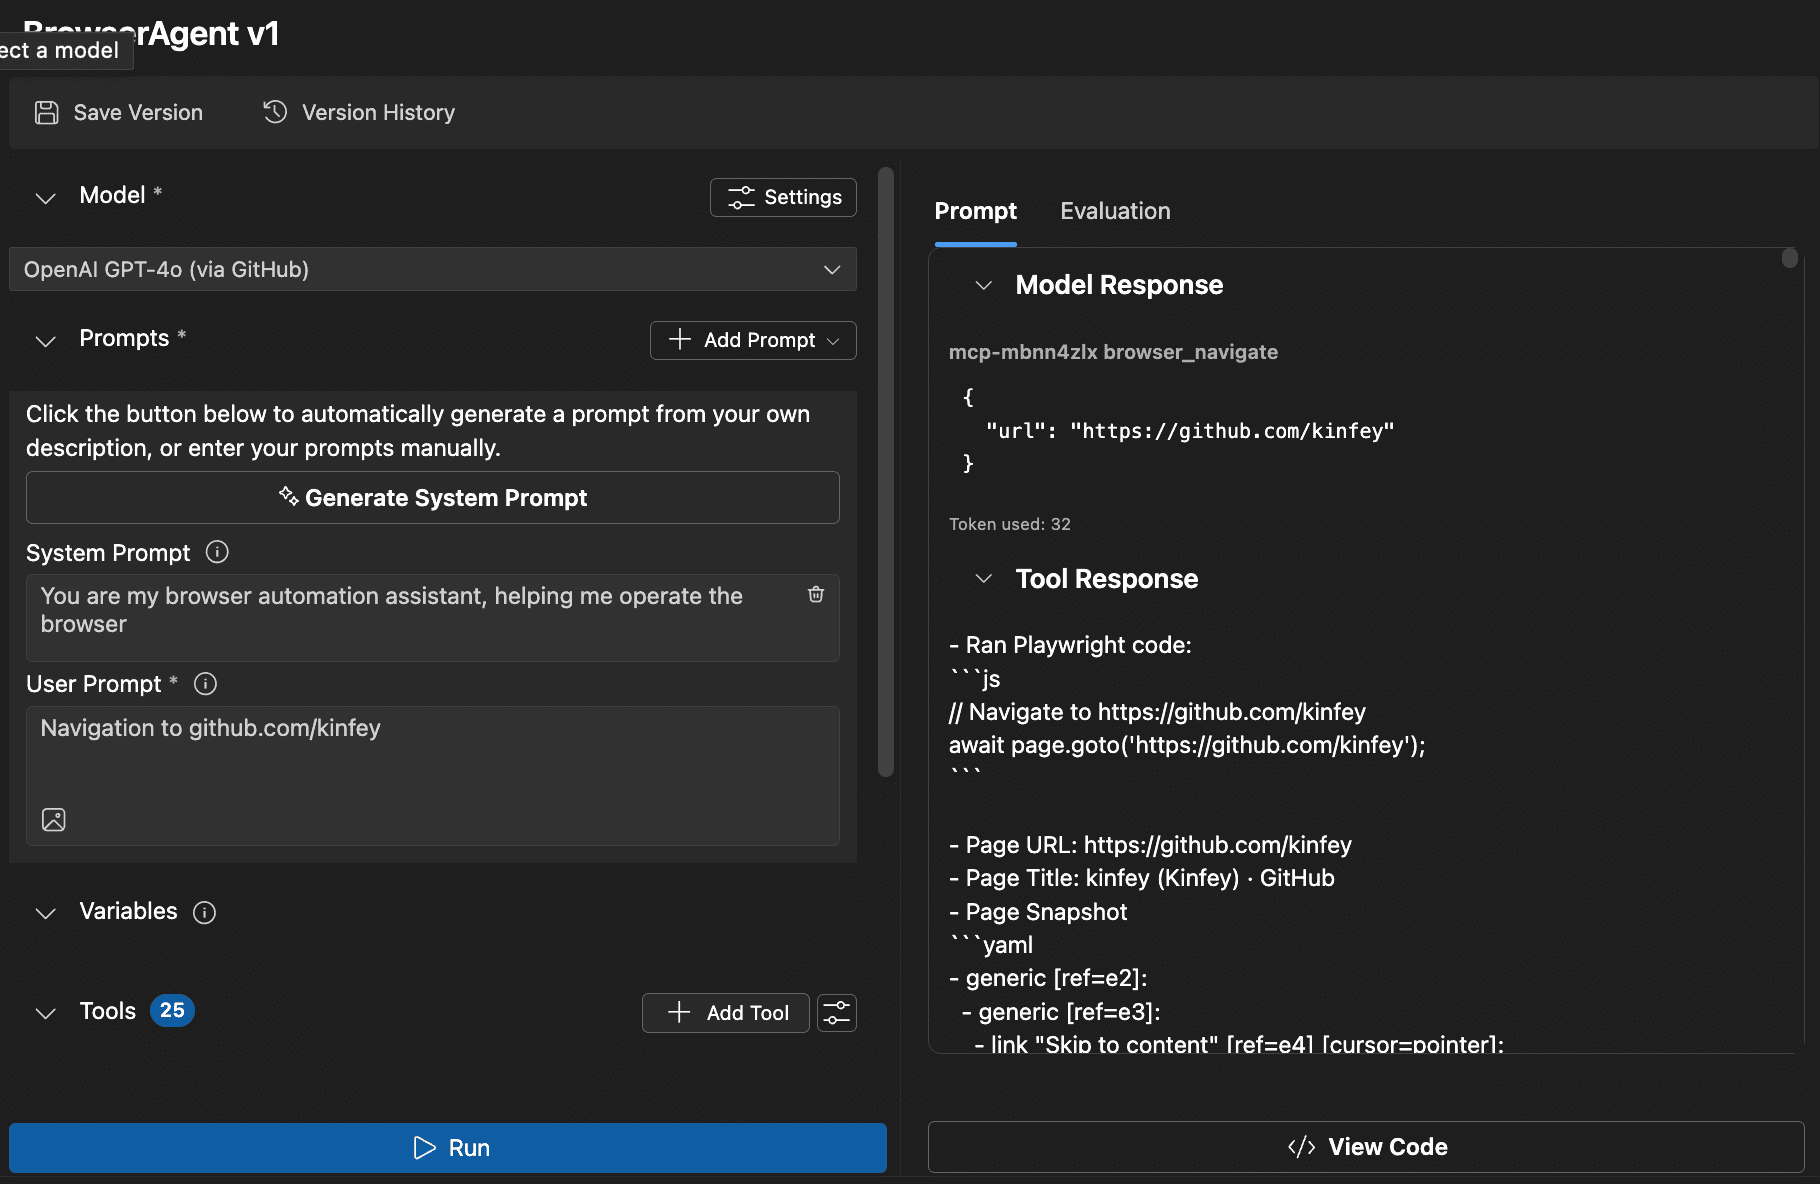 BrowserAgent v1
ect a model
Save Version
Version History
Model *
Settings
OpenAI GPT-4o (via GitHub)
Prompts *
Add Prompt
Click the button below to automatically generate a prompt from your own
description, or enter your prompts manually.
Generate System Prompt
System Prompt
You are my browser automation assistant, helping me operate the
browser
User Prompt *
Navigation to github.com/kinfey
Variables
Tools 25
Add Tool
Run
Prompt
Evaluation
Model Response
mcp-mbnn4zlx browser_navigate
{
"url": "https://github.com/kinfey"
}
Token used: 32
Tool Response
- Ran Playwright code:
```js
// Navigate to https://github.com/kinfey
await page.goto('https://github.com/kinfey');
```
- Page URL: https://github.com/kinfey
- Page Title: kinfey (Kinfey) · GitHub
- Page Snapshot
```yaml
- generic [ref=e2]:
- generic [ref=e3]:
- link "Skip to content" [ref=e4] [cursor=pointer]:
</> View Code